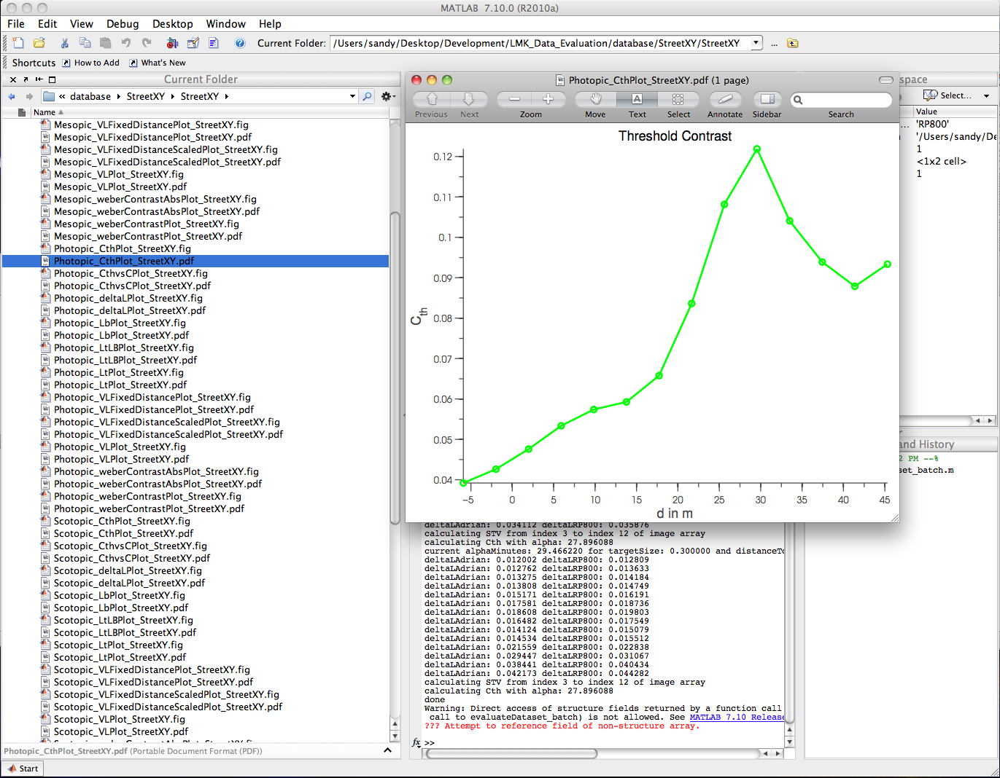 MATLAB 7.10.0 (R2010a)
File Edit View Debug Desktop Window Help
Current Folder: /Users/sandy/Desktop/Development/LMK_Data_Evaluation/database/StreetXY/StreetXY ...
Shortcuts How to Add What's New
Current Folder
« database StreetXY StreetXY
Name
Mesopic_VLFixedDistancePlot_StreetXY.fig
Mesopic_VLFixedDistancePlot_StreetXY.pdf
Mesopic_VLFixedDistanceScaledPlot_StreetXY.fig
Mesopic_VLFixedDistanceScaledPlot_StreetXY.pdf
Mesopic_VLPlot_StreetXY.fig
Mesopic_VLPlot_StreetXY.pdf
Mesopic_weberContrastAbsPlot_StreetXY.fig
Mesopic_weberContrastAbsPlot_StreetXY.pdf
Mesopic_weberContrastPlot_StreetXY.fig
Mesopic_weberContrastPlot_StreetXY.pdf
Photopic_CthPlot_StreetXY.fig
Photopic_CthPlot_StreetXY.pdf
Photopic_CthvsCPlot_StreetXY.fig
Photopic_CthvsCPlot_StreetXY.pdf
Photopic_deltaLPlot_StreetXY.fig
Photopic_deltaLPlot_StreetXY.pdf
Photopic_LbPlot_StreetXY.fig
Photopic_LbPlot_StreetXY.pdf
Photopic_LtLBPlot_StreetXY.fig
Photopic_LtLBPlot_StreetXY.pdf
Photopic_LtPlot_StreetXY.fig
Photopic_LtPlot_StreetXY.pdf
Photopic_VLFixedDistancePlot_StreetXY.fig
Photopic_VLFixedDistancePlot_StreetXY.pdf
Photopic_VLFixedDistanceScaledPlot_StreetXY.fig
Photopic_VLFixedDistanceScaledPlot_StreetXY.pdf
Photopic_VLPlot_StreetXY.fig
Photopic_VLPlot_StreetXY.pdf
Photopic_weberContrastAbsPlot_StreetXY.fig
Photopic_weberContrastAbsPlot_StreetXY.pdf
Photopic_weberContrastPlot_StreetXY.fig
Photopic_weberContrastPlot_StreetXY.pdf
Scotopic_CthPlot_StreetXY.fig
Scotopic_CthPlot_StreetXY.pdf
Scotopic_CthvsCPlot_StreetXY.fig
Scotopic_CthvsCPlot_StreetXY.pdf
Scotopic_deltaLPlot_StreetXY.fig
Scotopic_deltaLPlot_StreetXY.pdf
Scotopic_LbPlot_StreetXY.fig
Scotopic_LbPlot_StreetXY.pdf
Scotopic_LtLBPlot_StreetXY.fig
Scotopic_LtLBPlot_StreetXY.pdf
Scotopic_LtPlot_StreetXY.fig
Scotopic_LtPlot_StreetXY.pdf
Scotopic_VLFixedDistancePlot_StreetXY.fig
Scotopic_VLFixedDistancePlot_StreetXY.pdf
Scotopic_VLFixedDistanceScaledPlot_StreetXY.fig
Scotopic_VLFixedDistanceScaledPlot_StreetXY.pdf
Scotopic_VLPlot_StreetXY.fig
Scotopic_VLPlot_StreetXY.pdf
Photopic_CthPlot_StreetXY.pdf (Portable Document Format (PDF))
Start
Photopic_CthPlot_StreetXY.pdf (1 page)
Previous Next Zoom Move Text Select Annotate Sidebar Search
Threshold Contrast
0.12
0.11
0.1
0.09
0.08
0.07
0.06
0.05
0.04
Cth
−5 0 5 10 15 20 25 30 35 40 45
d in m
space
Select...
Value
'RP800'
'/Users/sandy/De
1
<1x2 cell>
1
and History
2 PM --%
set_batch.m
deltaLAdrian: 0.034112 deltaLRP800: 0.035876
calculating STV from index 3 to index 12 of image array
calculating Cth with alpha: 27.896088
current alphaMinutes: 29.466220 for targetSize: 0.300000 and distanceTo
deltaLAdrian: 0.012002 deltaLRP800: 0.012809
deltaLAdrian: 0.012762 deltaLRP800: 0.013633
deltaLAdrian: 0.013275 deltaLRP800: 0.014184
deltaLAdrian: 0.013808 deltaLRP800: 0.014749
deltaLAdrian: 0.015171 deltaLRP800: 0.016191
deltaLAdrian: 0.017581 deltaLRP800: 0.018736
deltaLAdrian: 0.018608 deltaLRP800: 0.019803
deltaLAdrian: 0.016482 deltaLRP800: 0.017549
deltaLAdrian: 0.014124 deltaLRP800: 0.015079
deltaLAdrian: 0.014534 deltaLRP800: 0.015512
deltaLAdrian: 0.021559 deltaLRP800: 0.022838
deltaLAdrian: 0.029447 deltaLRP800: 0.031067
deltaLAdrian: 0.038441 deltaLRP800: 0.040434
deltaLAdrian: 0.042173 deltaLRP800: 0.044282
calculating STV from index 3 to index 12 of image array
calculating Cth with alpha: 27.896088
done
Warning: Direct access of structure fields returned by a function call
call to evaluateDataset_batch) is not allowed. See MATLAB 7.10 Release
??? Attempt to reference field of non-structure array.
fx >>